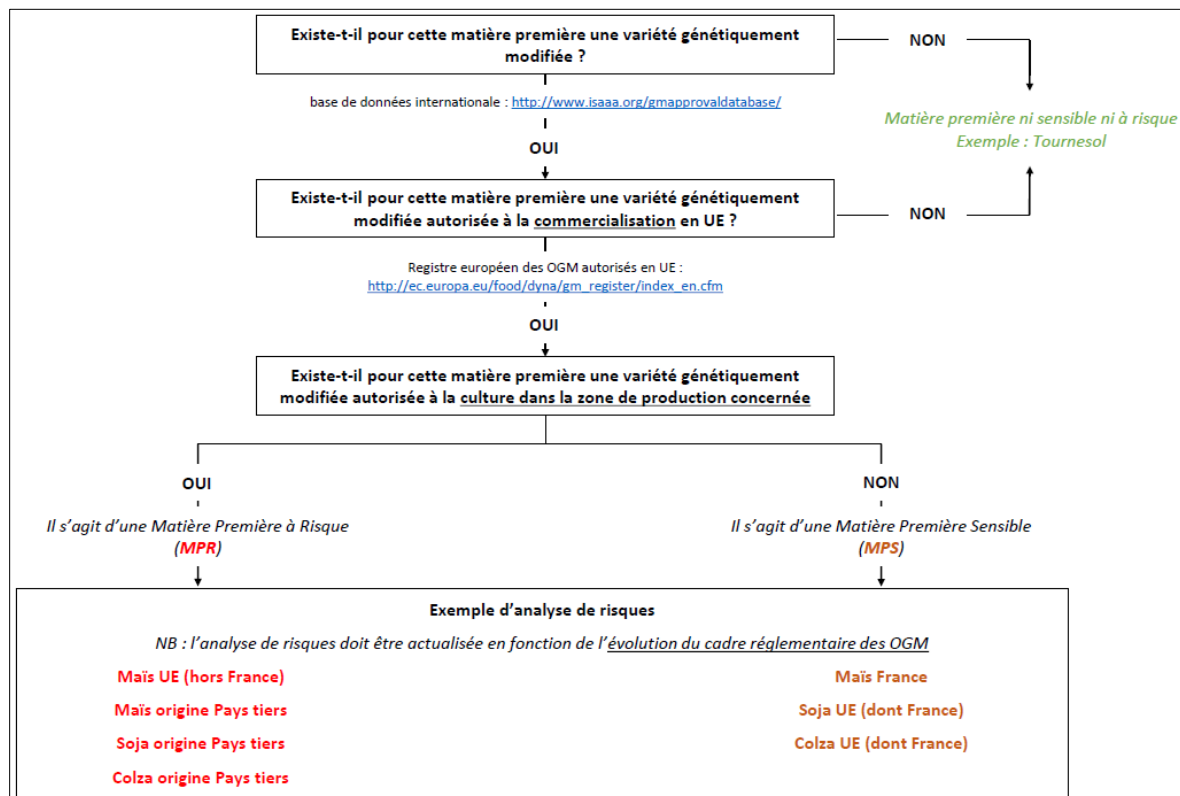 Existe-t-il pour cette matière première une variété génétiquement
modifiée ?
NON
base de données internationale : http://www.isaaa.org/gmapprovaldatabase/
Matière première ni sensible ni à risque
Exemple : Tournesol
OUI
Existe-t-il pour cette matière première une variété génétiquement
modifiée autorisée à la commercialisation en UE ?
NON
Registre européen des OGM autorisés en UE :
http://ec.europa.eu/food/dyna/gm_register/index_en.cfm
OUI
Existe-t-il pour cette matière première une variété génétiquement
modifiée autorisée à la culture dans la zone de production concernée
OUI
NON
Il s’agit d’une Matière Première à Risque
(MPR)
Il s’agit d’une Matière Première Sensible
(MPS)
Exemple d’analyse de risques
NB : l’analyse de risques doit être actualisée en fonction de l’évolution du cadre réglementaire des OGM
Maïs UE (hors France)
Maïs France
Maïs origine Pays tiers
Soja UE (dont France)
Soja origine Pays tiers
Colza UE (dont France)
Colza origine Pays tiers